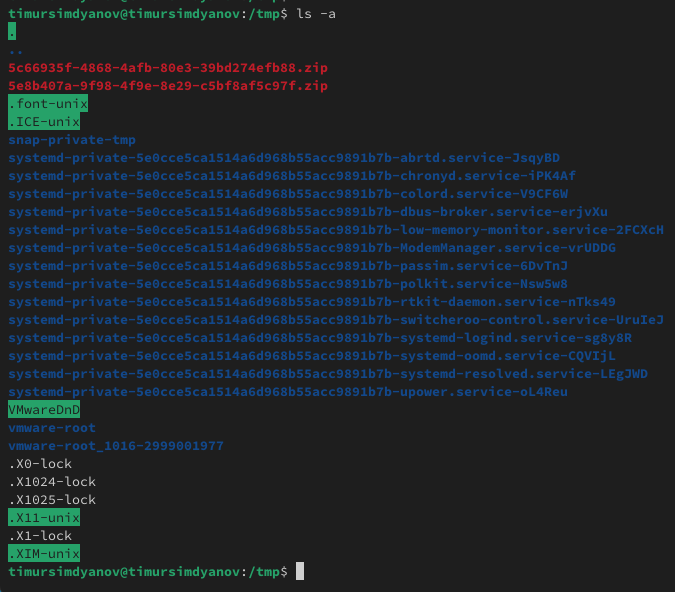 timursimdyanov@timursimdyanov:/tmp$ ls -a
.
..
5c66935f-4868-4afb-80e3-39bd274efb88.zip
5e8b407a-9f98-4f9e-8e29-c5bf8af5c97f.zip
.font-unix
.ICE-unix
snap-private-tmp
systemd-private-5e0cce5ca1514a6d968b55acc9891b7b-abrtd.service-JsqyBD
systemd-private-5e0cce5ca1514a6d968b55acc9891b7b-chronyd.service-iPK4Af
systemd-private-5e0cce5ca1514a6d968b55acc9891b7b-colord.service-V9CF6W
systemd-private-5e0cce5ca1514a6d968b55acc9891b7b-dbus-broker.service-erjvXu
systemd-private-5e0cce5ca1514a6d968b55acc9891b7b-low-memory-monitor.service-2FCXcH
systemd-private-5e0cce5ca1514a6d968b55acc9891b7b-ModemManager.service-vrUDDG
systemd-private-5e0cce5ca1514a6d968b55acc9891b7b-passim.service-6DvTnJ
systemd-private-5e0cce5ca1514a6d968b55acc9891b7b-polkit.service-Nsw5w8
systemd-private-5e0cce5ca1514a6d968b55acc9891b7b-rtkit-daemon.service-nTks49
systemd-private-5e0cce5ca1514a6d968b55acc9891b7b-switcheroo-control.service-UruIeJ
systemd-private-5e0cce5ca1514a6d968b55acc9891b7b-systemd-logind.service-sg8y8R
systemd-private-5e0cce5ca1514a6d968b55acc9891b7b-systemd-oomd.service-CQVIjL
systemd-private-5e0cce5ca1514a6d968b55acc9891b7b-systemd-resolved.service-LEgJWD
systemd-private-5e0cce5ca1514a6d968b55acc9891b7b-upower.service-oL4Reu
VMwareDnD
vmware-root
vmware-root_1016-2999001977
.X0-lock
.X1024-lock
.X1025-lock
.X11-unix
.X1-lock
.XIM-unix
timursimdyanov@timursimdyanov:/tmp$